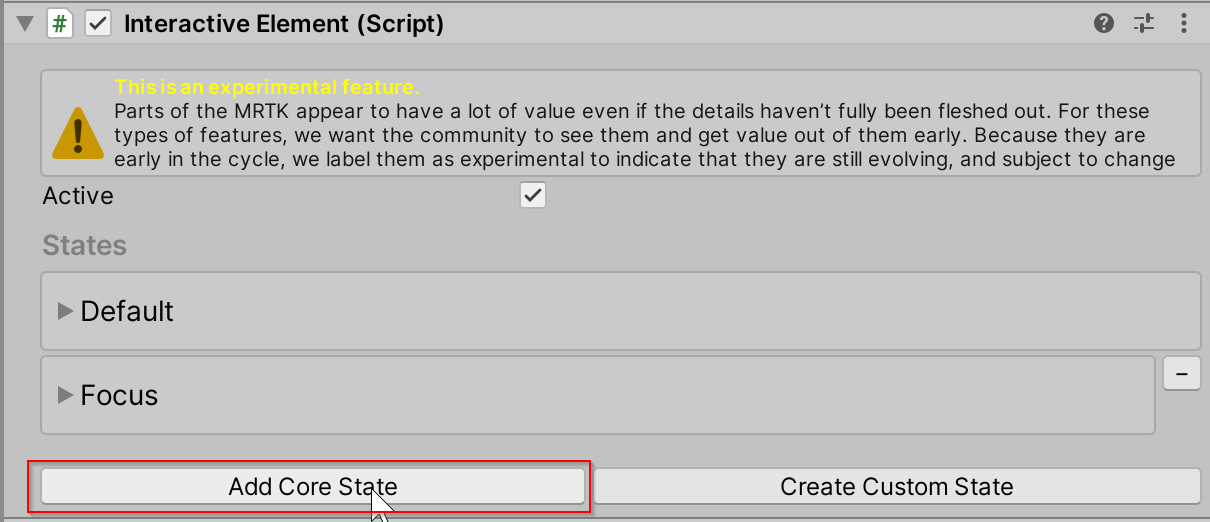 Interactive Element (Script)
This is an experimental feature.
Parts of the MRTK appear to have a lot of value even if the details haven’t fully been fleshed out. For these
types of features, we want the community to see them and get value out of them early. Because they are
early in the cycle, we label them as experimental to indicate that they are still evolving, and subject to change
Active
States
Default
Focus
Add Core State
Create Custom State